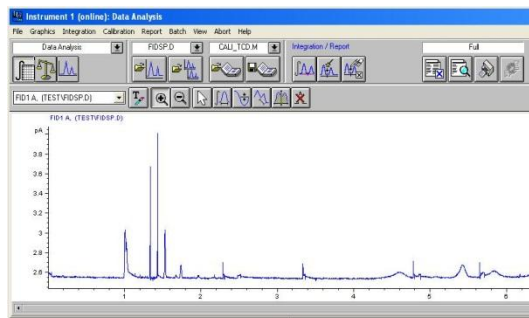 Instrument 1 (online): Data Analysis
File Graphics Integration Calibration Report Batch View Abort Help
Data Analysis FIDSP.D CALI_TCD.M Integration / Report Full
FID1 A, (TEST\FIDSP.D)
FID1 A, (TEST\FIDSP.D)
pA
3.8
3.6
3.4
3.2
3
2.8
2.6
1 2 3 4 5 6